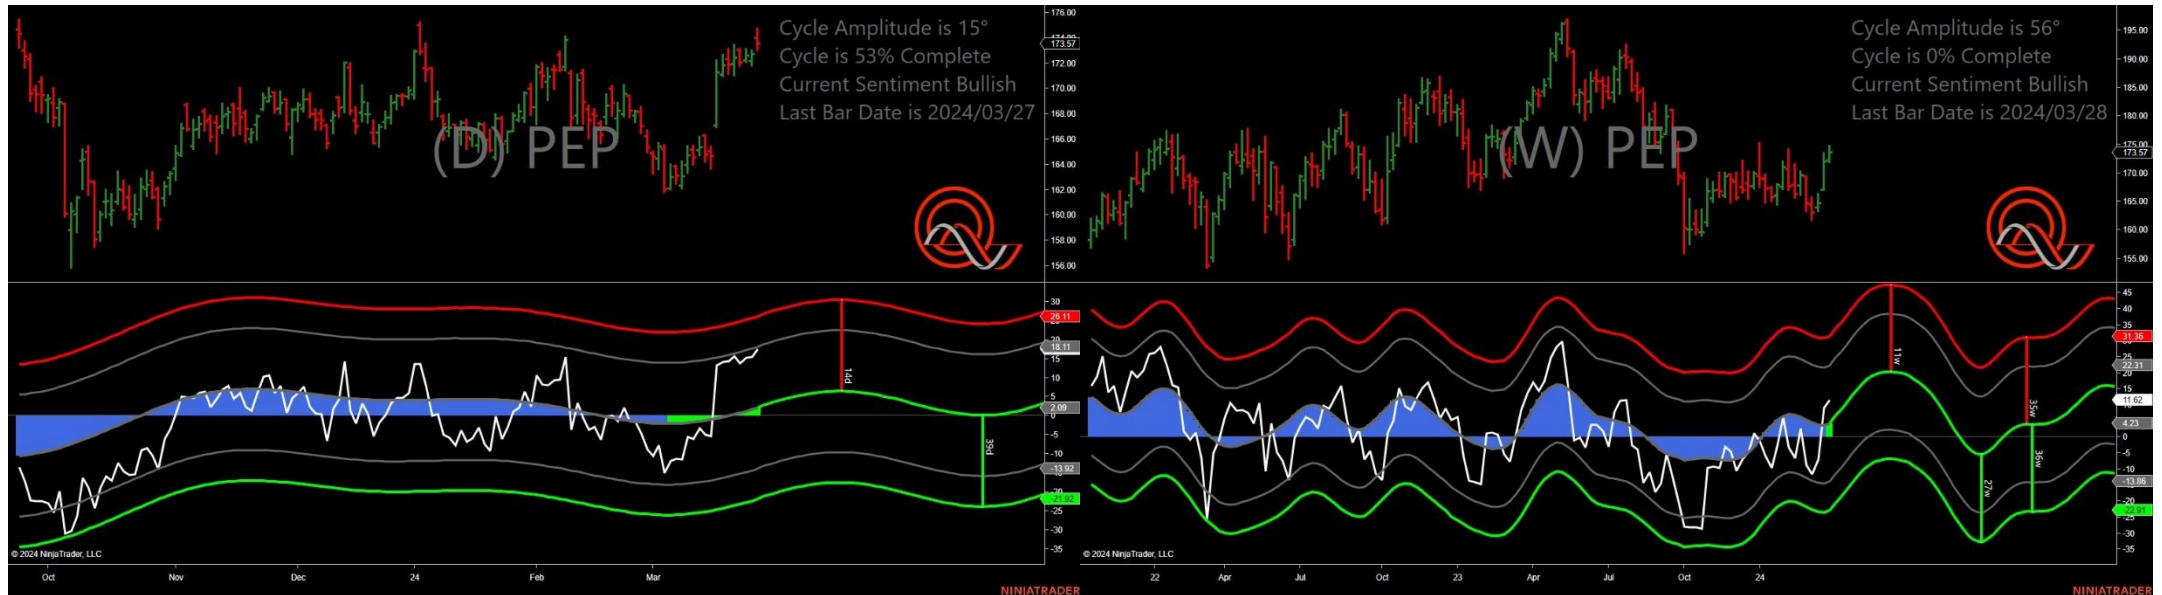 Cycle Amplitude is 15°
Cycle is 53% Complete
Current Sentiment Bullish
Last Bar Date is 2024/03/27
(D) PEP
176.00
173.57
172.00
170.00
168.00
166.00
164.00
162.00
160.00
158.00
156.00
30
26.11
18.11
15
10
5
2.09
0
-5
-10
-13.92
-21.92
-25
-30
-35
14d
39d
© 2024 NinjaTrader, LLC
Oct Nov Dec 24 Feb Mar
NINJATRADER
Cycle Amplitude is 56°
Cycle is 0% Complete
Current Sentiment Bullish
Last Bar Date is 2024/03/28
(W) PEP
195.00
190.00
185.00
180.00
175.00
173.57
170.00
165.00
160.00
155.00
45
40
35
31.36
25
22.31
20
15
11.62
4.23
0
-5
-10
-13.86
-20
-22.91
-30
-35
11w
35w
27w
36w
© 2024 NinjaTrader, LLC
22 Apr Jul Oct 23 Apr Jul Oct 24
NINJATRADER